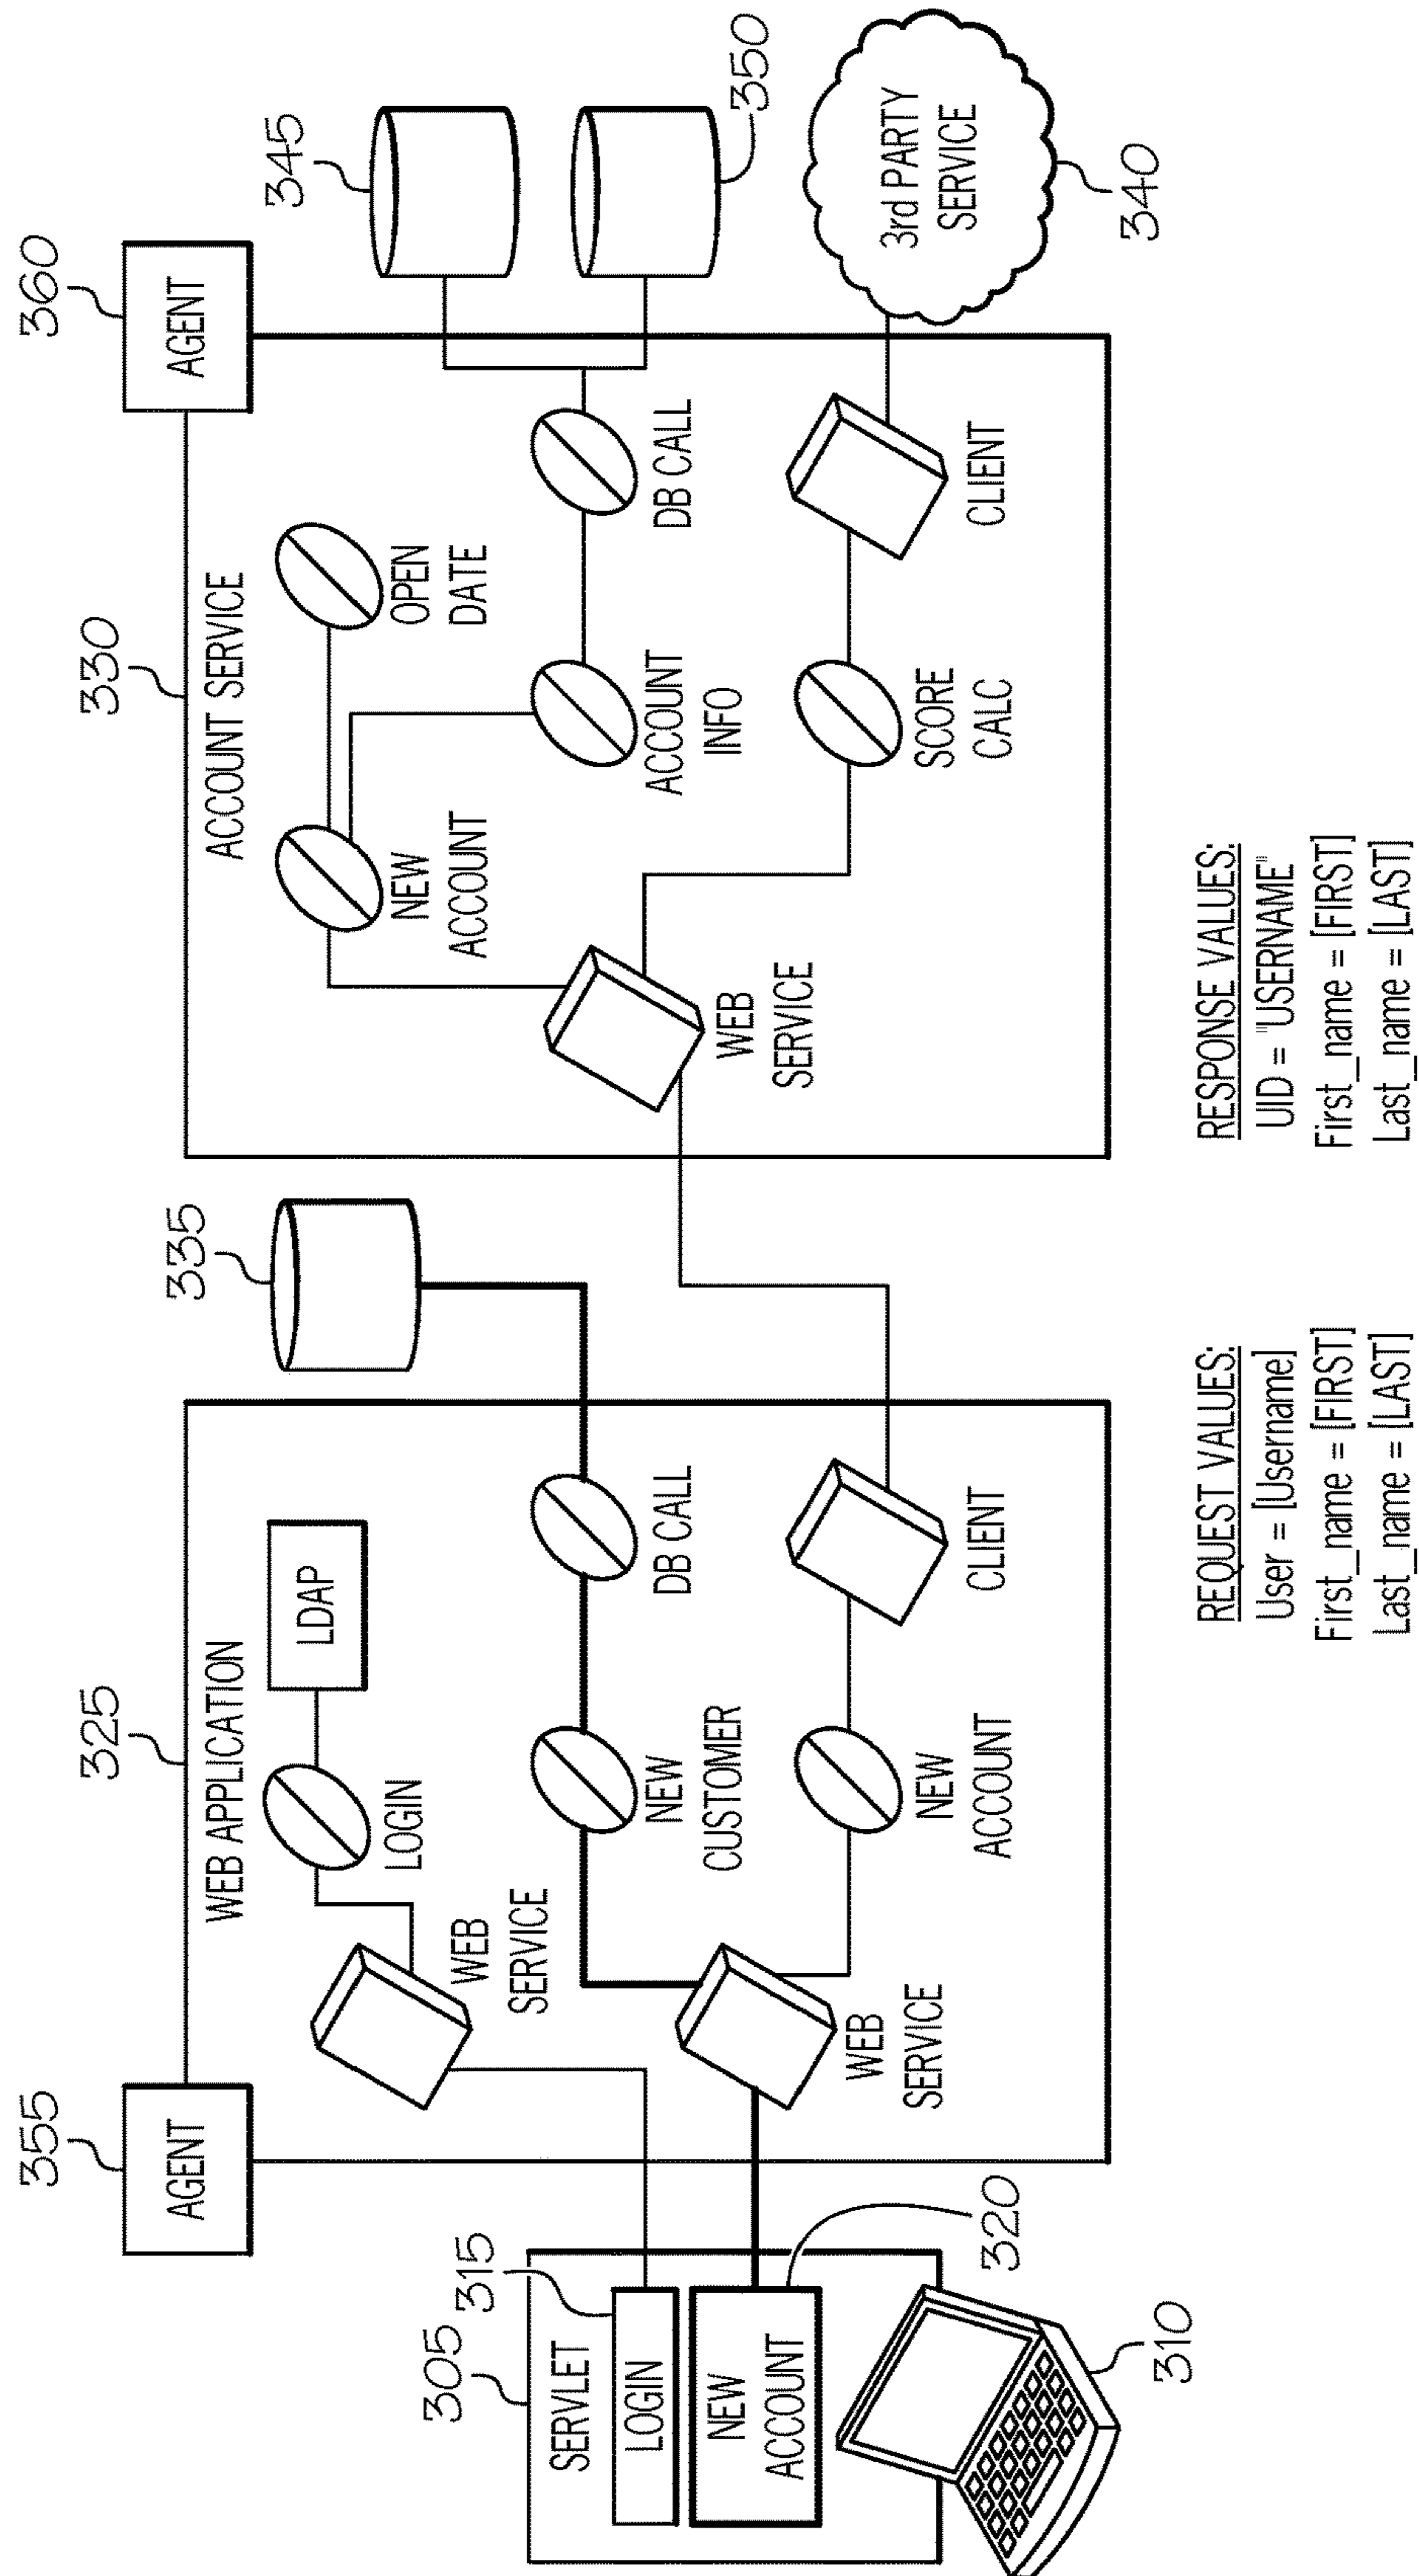 355
AGENT
325
WEB APPLICATION
LOGIN
LDAP
WEB
SERVICE
NEW
CUSTOMER
DB CALL
WEB
SERVICE
NEW
ACCOUNT
CLIENT
305
SERVLET
315
LOGIN
NEW
ACCOUNT
320
310
335
360
AGENT
330
ACCOUNT SERVICE
NEW
ACCOUNT
OPEN
DATE
ACCOUNT
INFO
DB CALL
WEB
SERVICE
SCORE
CALC
CLIENT
345
350
3rd PARTY
SERVICE
340
REQUEST VALUES:
User = [Username]
First_name = [FIRST]
Last_name = [LAST]
RESPONSE VALUES:
UID = "USERNAME"
First_name = [FIRST]
Last_name = [LAST]